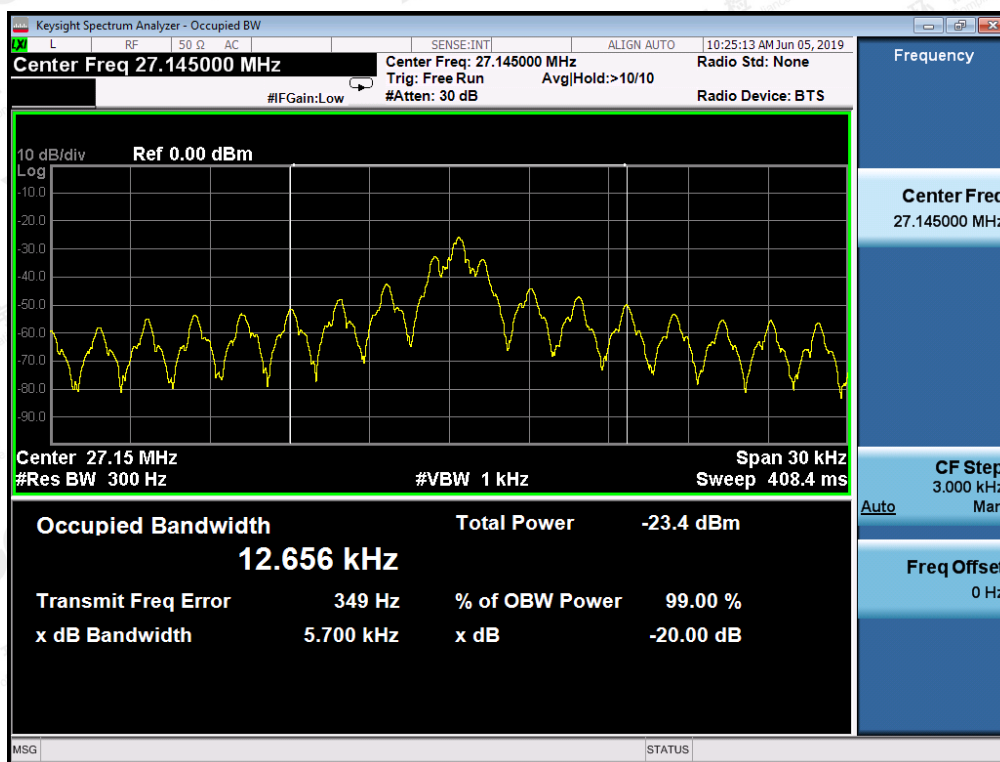 Keysight Spectrum Analyzer - Occupied BW
LXI L RF 50 Ω AC SENSE:INT ALIGN AUTO 10:25:13 AM Jun 05, 2019
Center Freq 27.145000 MHz
Center Freq: 27.145000 MHz
Radio Std: None
Trig: Free Run Avg|Hold:>10/10
#IFGain:Low
#Atten: 30 dB
Radio Device: BTS
10 dB/div Ref 0.00 dBm
Log
-10.0
-20.0
-30.0
-40.0
-50.0
-60.0
-70.0
-80.0
-90.0
Center 27.15 MHz Span 30 kHz
#Res BW 300 Hz #VBW 1 kHz Sweep 408.4 ms
Occupied Bandwidth Total Power -23.4 dBm
12.656 kHz
Transmit Freq Error 349 Hz % of OBW Power 99.00 %
x dB Bandwidth 5.700 kHz x dB -20.00 dB
MSG STATUS
Frequency
Center Freq
27.145000 MHz
CF Step
3.000 kHz
Auto Man
Freq Offset
0 Hz